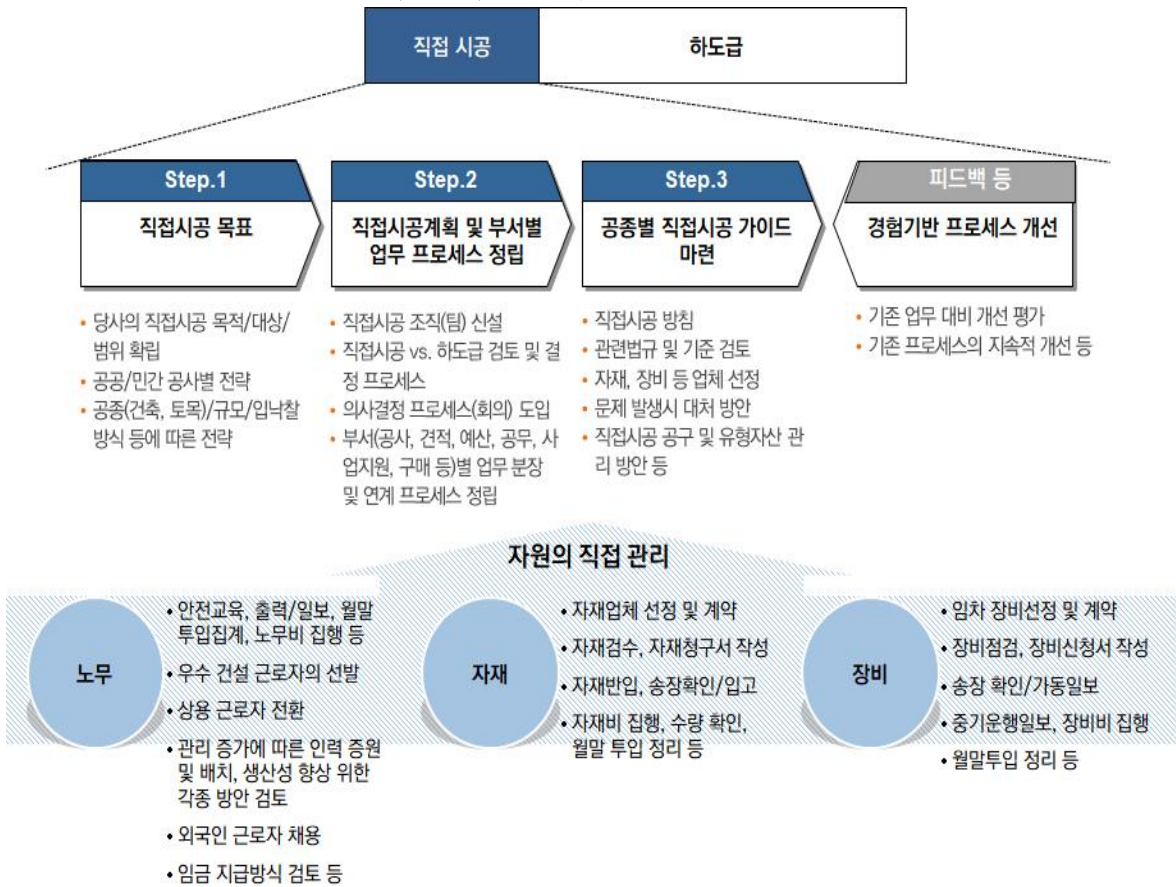 직접 시공
하도급
Step.1
직접시공 목표
• 당사의 직접시공 목적/대상/
범위 확립
• 공공/민간 공사별 전략
• 공종(건축, 토목)/규모/입낙찰
방식 등에 따른 전략
Step.2
직접시공계획 및 부서별
업무 프로세스 정립
• 직접시공 조직(팀) 신설
• 직접시공 vs. 하도급 검토 및 결
정 프로세스
• 의사결정 프로세스(회의) 도입
• 부서(공사, 견적, 예산, 공무, 사
업지원, 구매 등)별 업무 분장
및 연계 프로세스 정립
Step.3
공종별 직접시공 가이드
마련
• 직접시공 방침
• 관련법규 및 기준 검토
• 자재, 장비 등 업체 선정
• 문제 발생시 대처 방안
• 직접시공 공구 및 유형자산 관
리 방안 등
피드백 등
경험기반 프로세스 개선
• 기존 업무 대비 개선 평가
• 기존 프로세스의 지속적 개선 등
자원의 직접 관리
노무
• 안전교육, 출력/일보, 월말
투입집계, 노무비 집행 등
• 우수 건설 근로자의 선발
• 상용 근로자 전환
• 관리 증가에 따른 인력 증원
및 배치, 생산성 향상 위한
각종 방안 검토
• 외국인 근로자 채용
• 임금 지급방식 검토 등
자재
• 자재업체 선정 및 계약
• 자재검수, 자재청구서 작성
• 자재반입, 송장확인/입고
• 자재비 집행, 수량 확인,
월말 투입 정리 등
장비
• 임차 장비선정 및 계약
• 장비점검, 장비신청서 작성
• 송장 확인/가동일보
• 중기운행일보, 장비비 집행
• 월말투입 정리 등